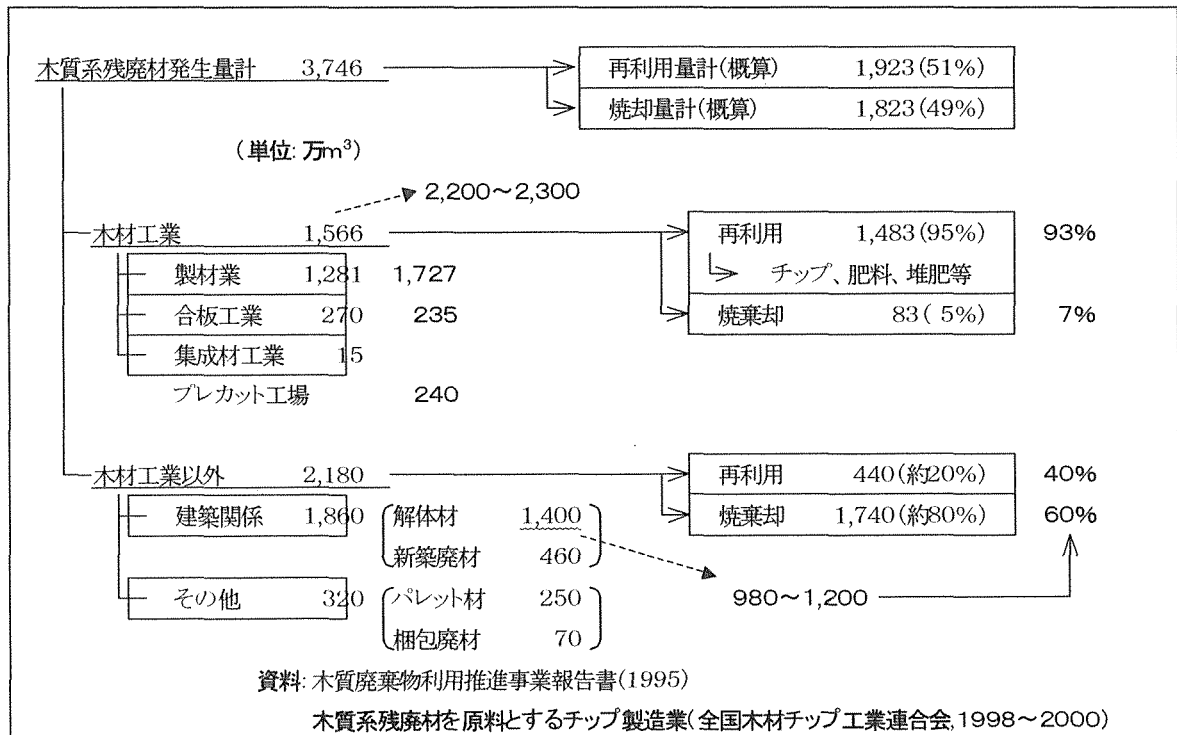 木質系残廃材発生量計 3,746 再利用量計(概算) 1,923(51%)
焼却量計(概算) 1,823(49%)
(単位: 万m³)
2,200～2,300
木材工業 1,566 再利用 1,483(95%) 93%
チップ、肥料、堆肥等
製材業 1,281 1,727
合板工業 270 235 焼棄却 83( 5%) 7%
集成材工業 15
プレカット工場 240
木材工業以外 2,180 再利用 440(約20%) 40%
建築関係 1,860 解体材 1,400 焼棄却 1,740(約80%) 60%
新築廃材 460
その他 320 パレット材 250 980～1,200
梱包廃材 70
資料: 木質廃棄物利用推進事業報告書(1995)
木質系残廃材を原料とするチップ製造業(全国木材チップ工業連合会,1998～2000)